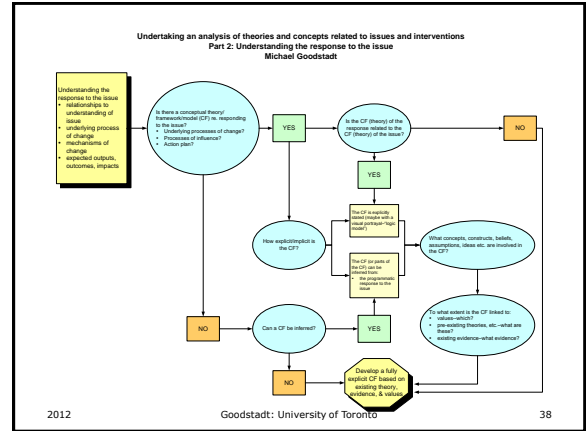 Undertaking an analysis of theories and concepts related to issues and interventions
Part 2: Understanding the response to the issue
Michael Goodstadt
Understanding the
response to the issue
• relationships to
understanding of
issue
• underlying process
of change
• mechanisms of
change
• expected outputs,
outcomes, impacts
Is there a conceptual theory/
framework/model (CF) re. responding
to the issue?
• Underlying processes of change?
• Processes of influence?
• Action plan?
YES
Is the CF (theory) of the
response related to the
CF (theory) of the issue?
NO
YES
How explicit/implicit is
the CF?
The CF is explicitly
stated (maybe with a
visual portrayal–"logic
model")
The CF (or parts of
the CF) can be
inferred from:
• the programmatic
response to the
issue
What concepts, constructs, beliefs,
assumptions, ideas etc. are involved in
the CF?
NO
Can a CF be inferred?
YES
To what extent is the CF linked to:
• values–which?
• pre-existing theories, etc.–what are
these?
• existing evidence–what evidence?
NO
Develop a fully
explicit CF based on
existing theory,
evidence, & values
2012
Goodstadt: University of Toronto
38